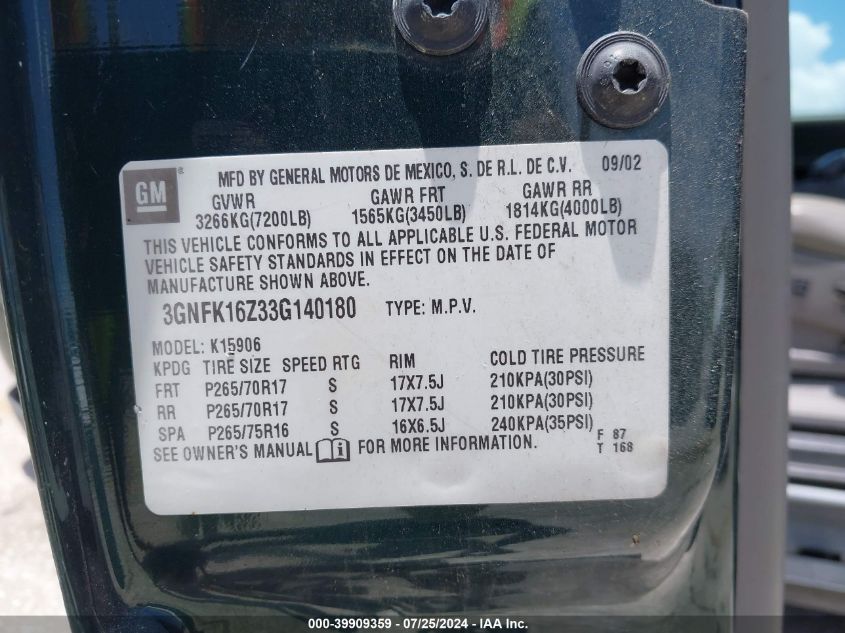 GM ®
MFD BY GENERAL MOTORS DE MEXICO, S. DE R.L. DE C.V. 09/02
GVWR GAWR FRT GAWR RR
3266KG(7200LB) 1565KG(3450LB) 1814KG(4000LB)
THIS VEHICLE CONFORMS TO ALL APPLICABLE U.S. FEDERAL MOTOR
VEHICLE SAFETY STANDARDS IN EFFECT ON THE DATE OF
MANUFACTURE SHOWN ABOVE.
3GNFK16Z33G140180 TYPE: M.P.V.
MODEL: K15906
KPDG TIRE SIZE SPEED RTG RIM COLD TIRE PRESSURE
FRT P265/70R17 S 17X7.5J 210KPA(30PSI)
RR P265/70R17 S 17X7.5J 210KPA(30PSI)
SPA P265/75R16 S 16X6.5J 240KPA(35PSI)
SEE OWNER'S MANUAL FOR MORE INFORMATION.
F 87
T 168
000-39909359 - 07/25/2024 - IAA Inc.